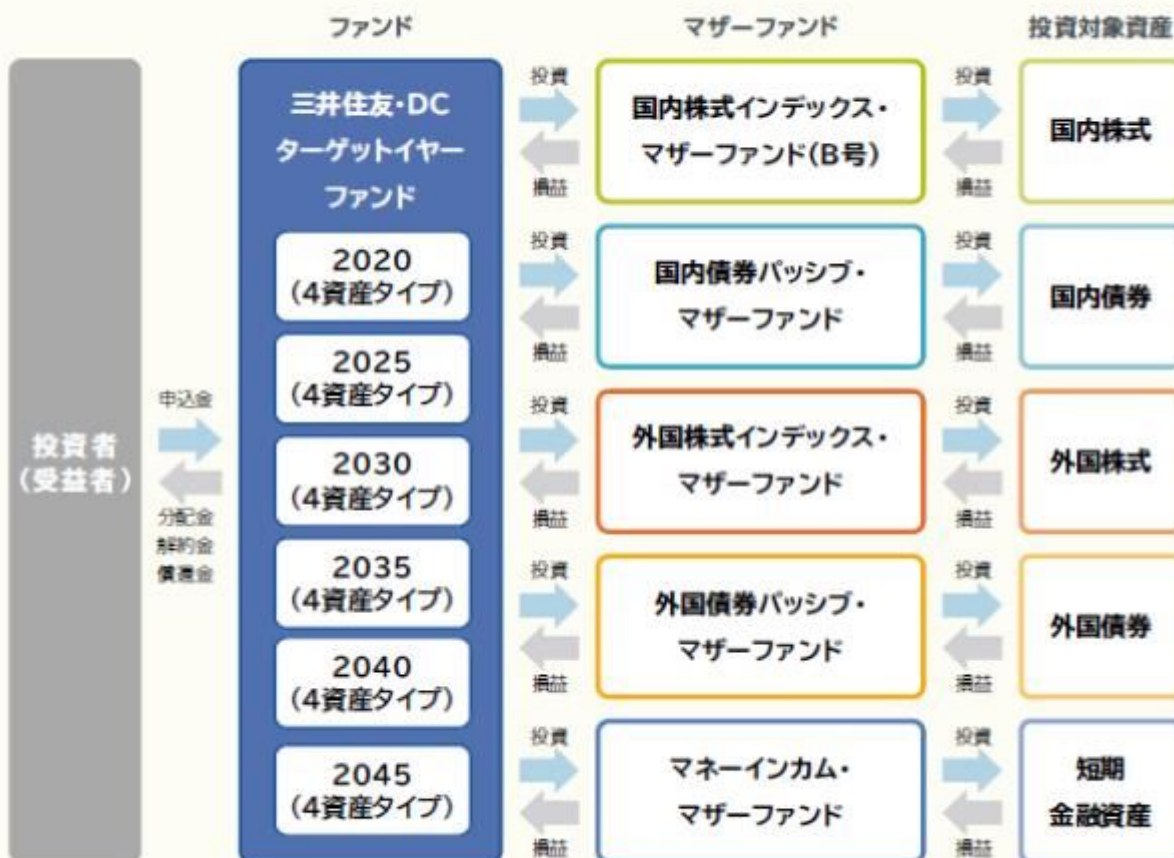 ファンド
マザーファンド
投資対象資産
投資者
(受益者)
申込金
分配金
解約金
償還金
三井住友・DC
ターゲットイヤー
ファンド
2020
(4資産タイプ)
2025
(4資産タイプ)
2030
(4資産タイプ)
2035
(4資産タイプ)
2040
(4資産タイプ)
2045
(4資産タイプ)
投資
損益
国内株式インデックス・
マザーファンド(B号)
投資
損益
国内株式
投資
損益
国内債券パッシブ・
マザーファンド
投資
損益
国内債券
投資
損益
外国株式インデックス・
マザーファンド
投資
損益
外国株式
投資
損益
外国債券パッシブ・
マザーファンド
投資
損益
外国債券
投資
損益
マネーインカム・
マザーファンド
投資
損益
短期
金融資産